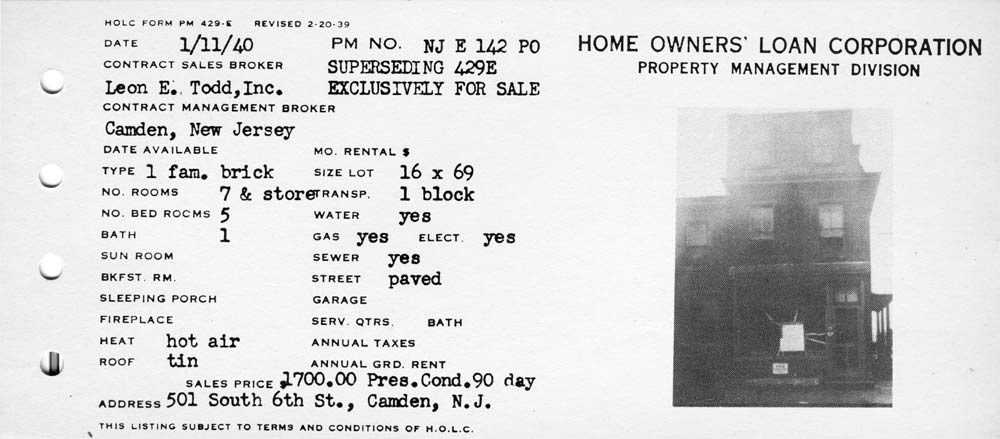 HOLC FORM PM 429-E REVISED 2-20-39
DATE 1/11/40 PM NO. NJ E 142 PO
CONTRACT SALES BROKER SUPERSEDING 429E
Leon E. Todd,Inc. EXCLUSIVELY FOR SALE
CONTRACT MANAGEMENT BROKER
Camden, New Jersey
DATE AVAILABLE MO. RENTAL $
TYPE 1 fam. brick SIZE LOT 16 x 69
NO. ROOMS 7 & store TRANSP. 1 block
NO. BED ROOMS 5 WATER yes
BATH 1 GAS yes ELECT. yes
SUN ROOM SEWER yes
BKFST. RM. STREET paved
SLEEPING PORCH GARAGE
FIREPLACE SERV. QTRS. BATH
HEAT hot air ANNUAL TAXES
ROOF tin ANNUAL GRD. RENT
SALES PRICE $1700.00 Pres.Cond.90 day
ADDRESS 501 South 6th St., Camden, N.J.
THIS LISTING SUBJECT TO TERMS AND CONDITIONS OF H.O.L.C.
HOME OWNERS' LOAN CORPORATION
PROPERTY MANAGEMENT DIVISION